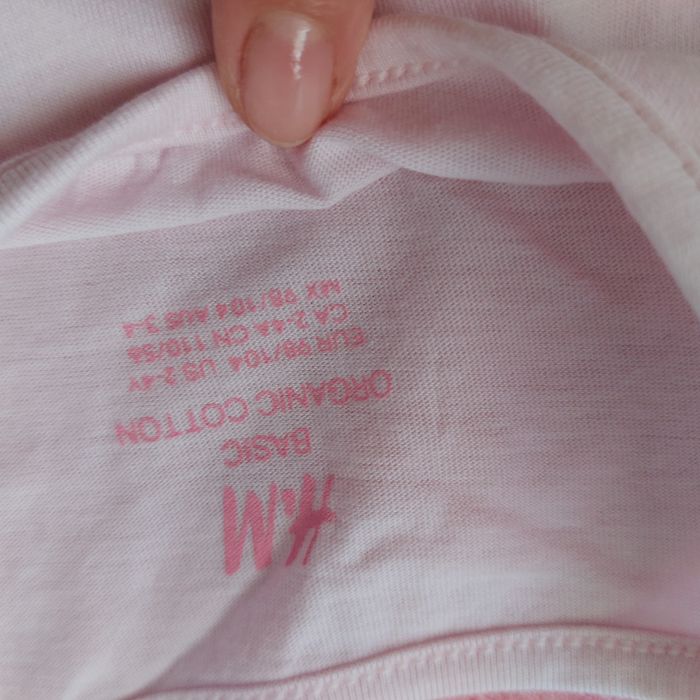 H&M
BASIC
ORGANIC COTTON
EUR 98/104 US 2-4Y
CA 2-4A CN 110/56
MX 98/104 AUS 3-4